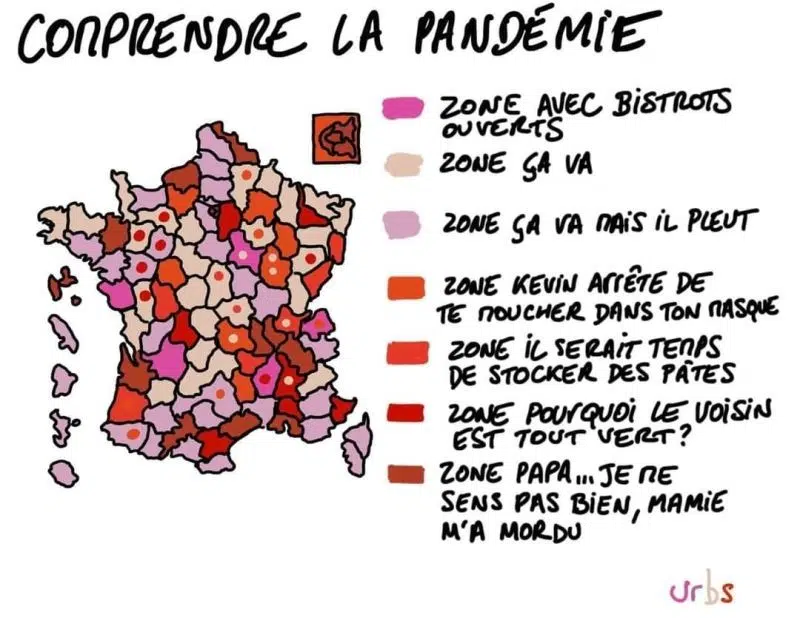 COMPRENDRE LA PANDÉMIE
ZONE AVEC BISTROTS
OUVERTS
ZONE ÇA VA
ZONE ÇA VA MAIS IL PLEUT
ZONE KEVIN ARRÊTE DE
TE MOUCHER DANS TON MASQUE
ZONE IL SERAIT TEMPS
DE STOCKER DES PÂTES
ZONE POURQUOI LE VOISIN
EST TOUT VERT?
ZONE PAPA... JE NE
SENS PAS BIEN, MAMIE
M'A MORDU
urbs